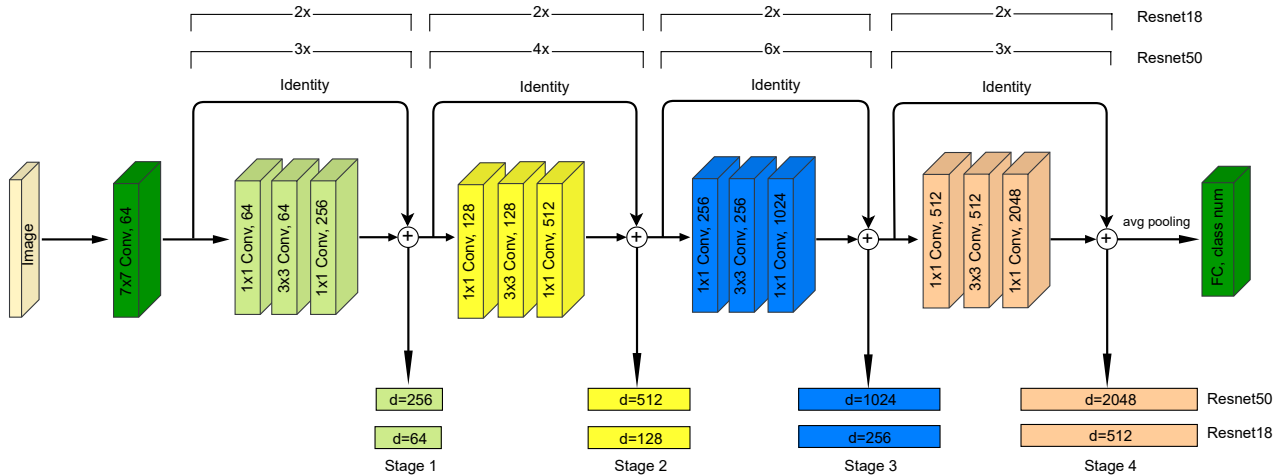 2x 2x 2x 2x Resnet18
3x 4x 6x 3x Resnet50
Identity Identity Identity Identity
Image
7x7 Conv, 64
1x1 Conv, 64
3x3 Conv, 64
1x1 Conv, 256
1x1 Conv, 128
3x3 Conv, 128
1x1 Conv, 512
1x1 Conv, 256
3x3 Conv, 256
1x1 Conv, 1024
1x1 Conv, 512
3x3 Conv, 512
1x1 Conv, 2048
avg pooling
FC, class num
d=256 d=512 d=1024 d=2048 Resnet50
d=64 d=128 d=256 d=512 Resnet18
Stage 1 Stage 2 Stage 3 Stage 4